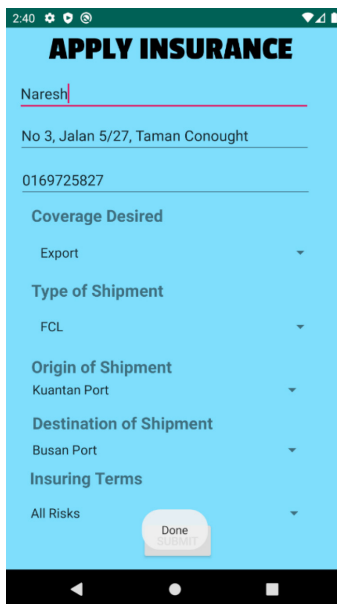 2:40
APPLY INSURANCE
Naresh
No 3, Jalan 5/27, Taman Conought
0169725827
Coverage Desired
Export
Type of Shipment
FCL
Origin of Shipment
Kuantan Port
Destination of Shipment
Busan Port
Insuring Terms
All Risks
Done
SUBMIT